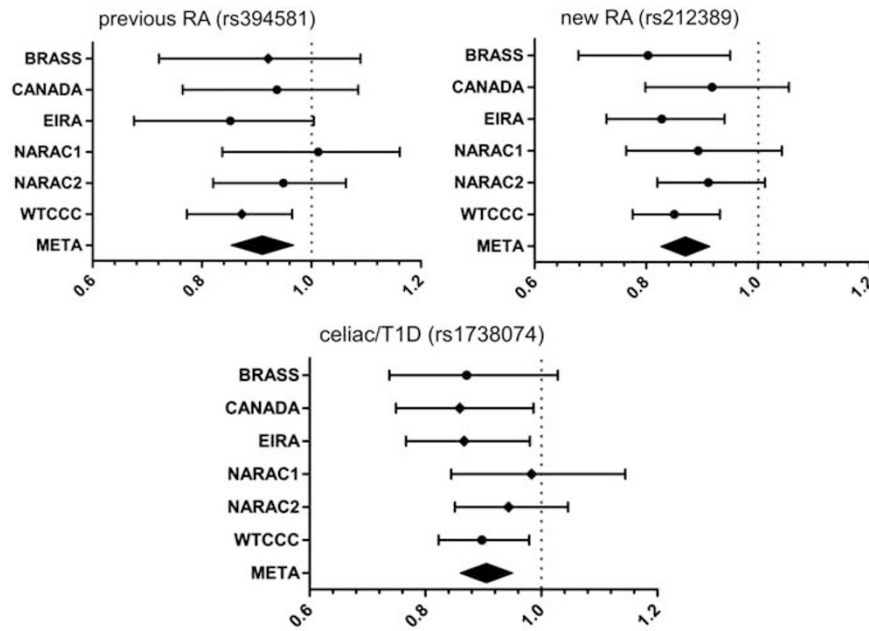 previous RA (rs394581)
BRASS
CANADA
EIRA
NARAC1
NARAC2
WTCCC
META
0.6 0.8 1.0 1.2
new RA (rs212389)
BRASS
CANADA
EIRA
NARAC1
NARAC2
WTCCC
META
0.6 0.8 1.0 1.2
celiac/T1D (rs1738074)
BRASS
CANADA
EIRA
NARAC1
NARAC2
WTCCC
META
0.6 0.8 1.0 1.2